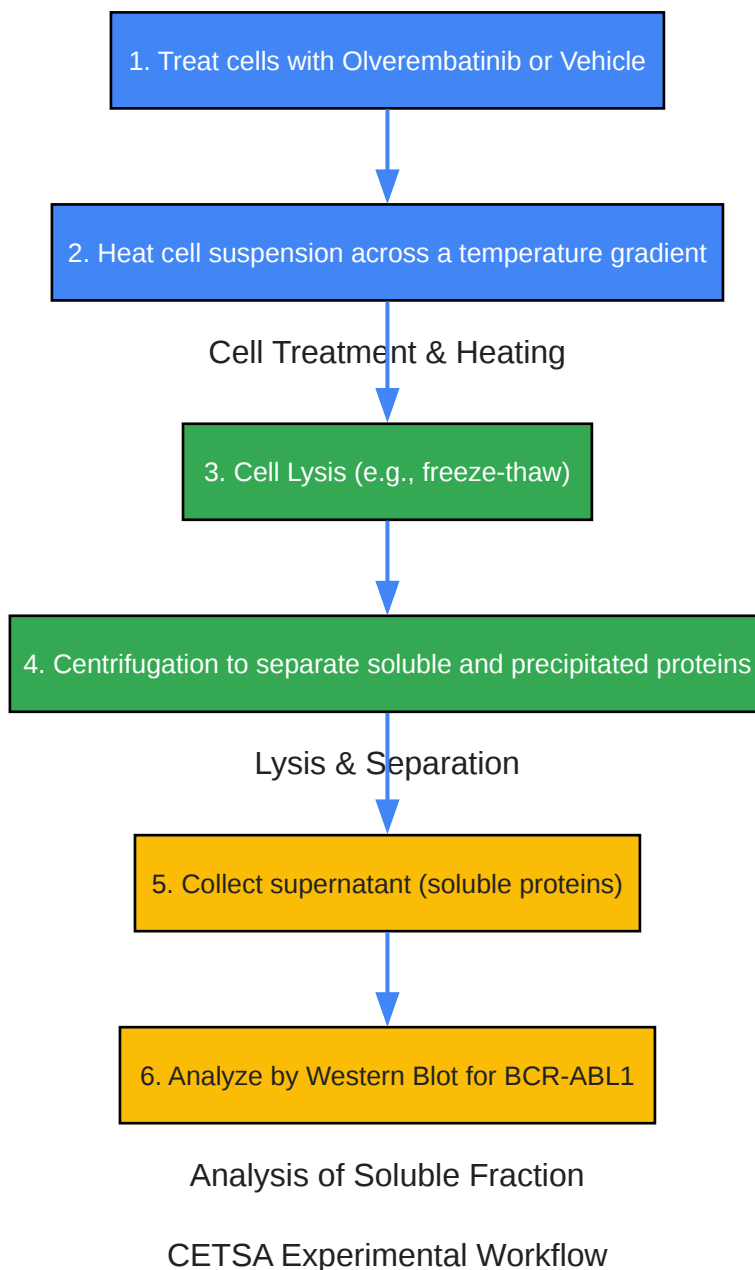 1. Treat cells with Olverembatinib or Vehicle
2. Heat cell suspension across a temperature gradient
Cell Treatment & Heating
3. Cell Lysis (e.g., freeze-thaw)
4. Centrifugation to separate soluble and precipitated proteins
Lysis & Separation
5. Collect supernatant (soluble proteins)
6. Analyze by Western Blot for BCR-ABL1
Analysis of Soluble Fraction
CETSA Experimental Workflow